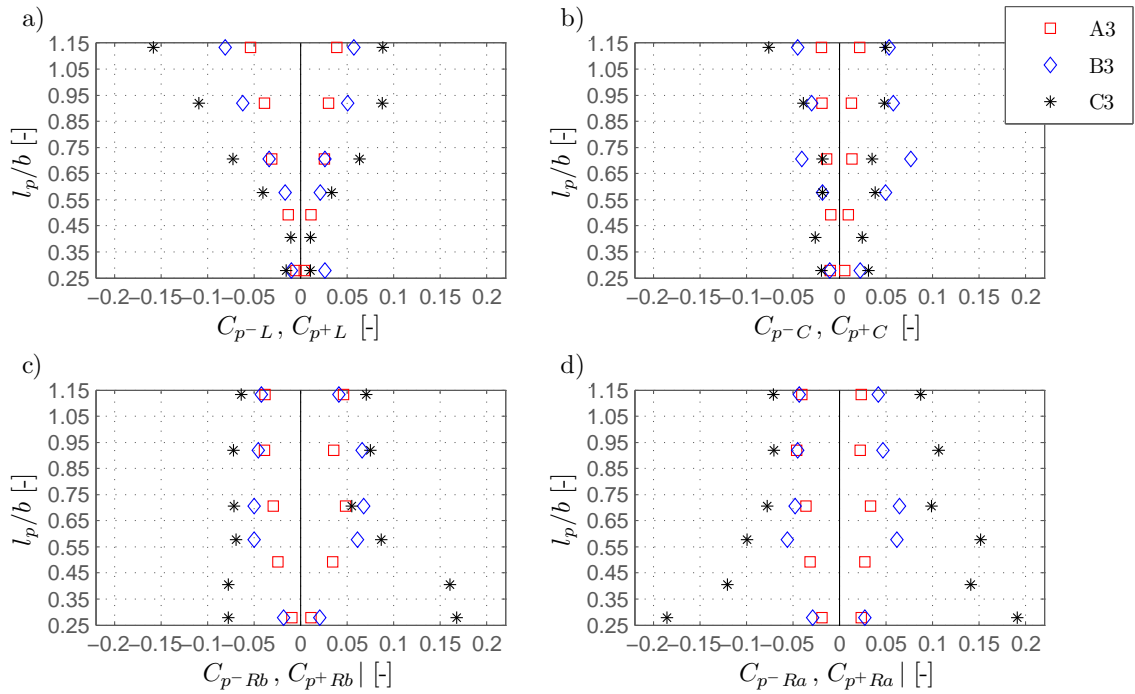 a)
1.15
1.05
0.95
0.85
0.75
0.65
0.55
0.45
0.35
0.25
l_p/b [-]
−0.2 −0.15 −0.1 −0.05 0 0.05 0.1 0.15 0.2
C_{p^-L}, C_{p^+L} [-]
b)
1.15
1.05
0.95
0.85
0.75
0.65
0.55
0.45
0.35
0.25
l_p/b [-]
−0.2 −0.15 −0.1 −0.05 0 0.05 0.1 0.15 0.2
C_{p^-C}, C_{p^+C} [-]
A3
B3
C3
c)
1.15
1.05
0.95
0.85
0.75
0.65
0.55
0.45
0.35
0.25
l_p/b [-]
−0.2 −0.15 −0.1 −0.05 0 0.05 0.1 0.15 0.2
C_{p^-Rb}, C_{p^+Rb}| [-]
d)
1.15
1.05
0.95
0.85
0.75
0.65
0.55
0.45
0.35
0.25
l_p/b [-]
−0.2 −0.15 −0.1 −0.05 0 0.05 0.1 0.15 0.2
C_{p^-Ra}, C_{p^+Ra}| [-]